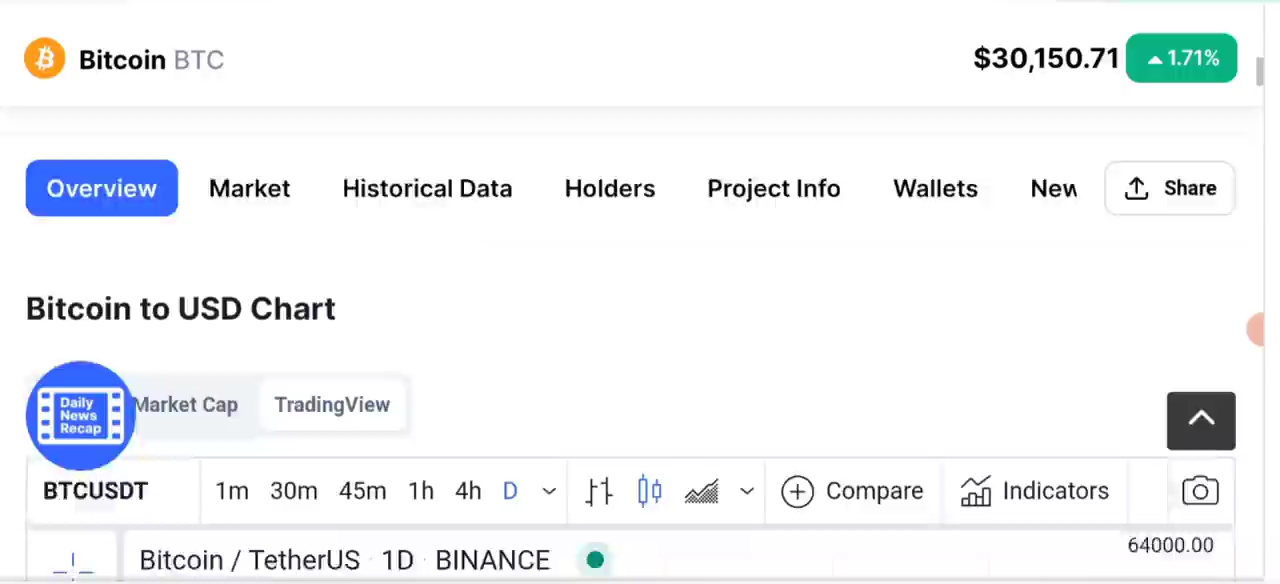 Bitcoin BTC $30,150.71 1.71%
Overview Market Historical Data Holders Project Info Wallets New Share
Bitcoin to USD Chart
Daily
News
Recap
Market Cap TradingView
BTCUSDT 1m 30m 45m 1h 4h D Compare Indicators
Bitcoin / TetherUS · 1D · BINANCE 64000.00